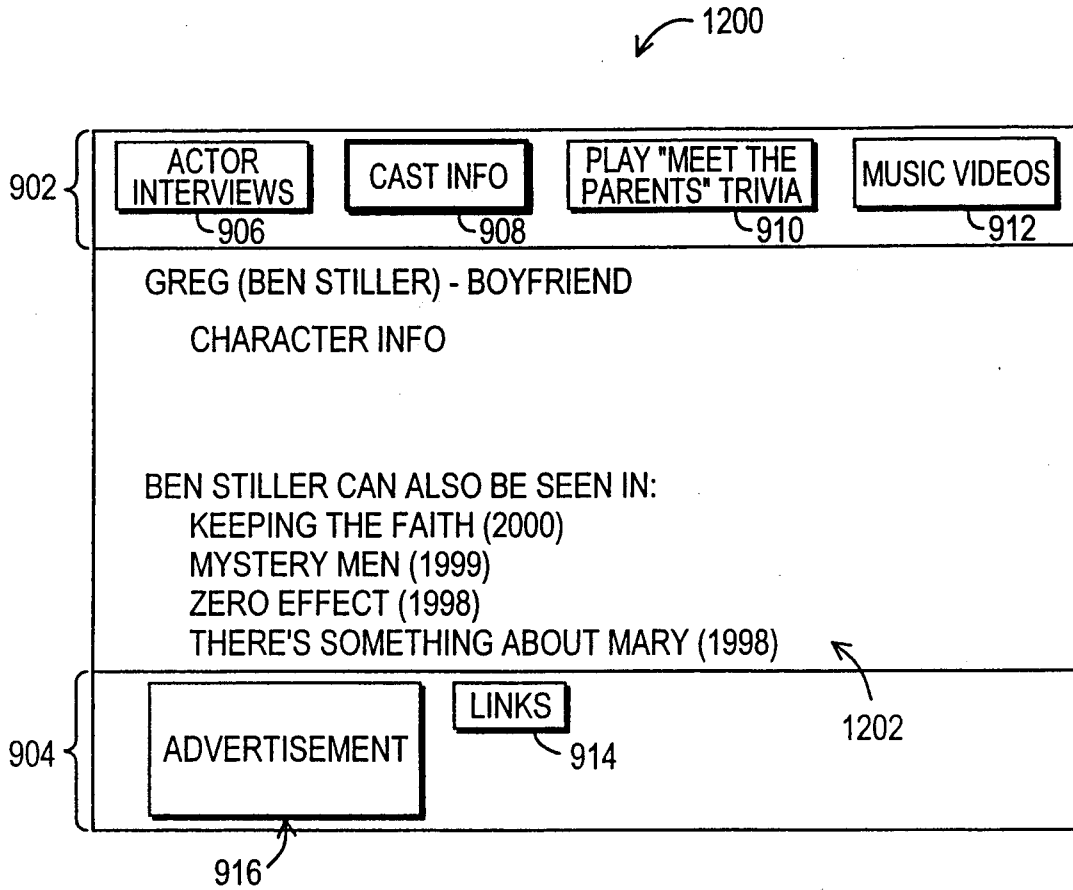 1200
902
ACTOR
INTERVIEWS
906
CAST INFO
908
PLAY "MEET THE
PARENTS" TRIVIA
910
MUSIC VIDEOS
912
GREG (BEN STILLER) - BOYFRIEND
CHARACTER INFO
BEN STILLER CAN ALSO BE SEEN IN:
KEEPING THE FAITH (2000)
MYSTERY MEN (1999)
ZERO EFFECT (1998)
THERE'S SOMETHING ABOUT MARY (1998)
1202
904
ADVERTISEMENT
916
LINKS
914